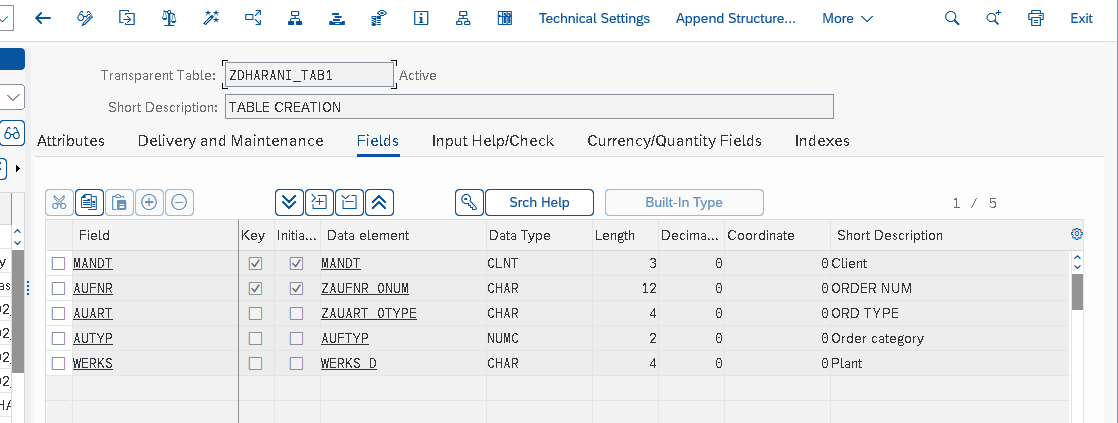 Technical Settings Append Structure... More Exit
Transparent Table: ZDHARANI_TAB1 Active
Short Description: TABLE CREATION
Attributes Delivery and Maintenance Fields Input Help/Check Currency/Quantity Fields Indexes
Srch Help Built-In Type 1 / 5
Field Key Initia... Data element Data Type Length Decima... Coordinate Short Description
MANDT MANDT CLNT 3 0 0 Client
AUFNR ZAUFNR_ONUM CHAR 12 0 0 ORDER NUM
AUART ZAUART_OTYPE CHAR 4 0 0 ORD TYPE
AUTYP AUFTYP NUMC 2 0 0 Order category
WERKS WERKS_D CHAR 4 0 0 Plant